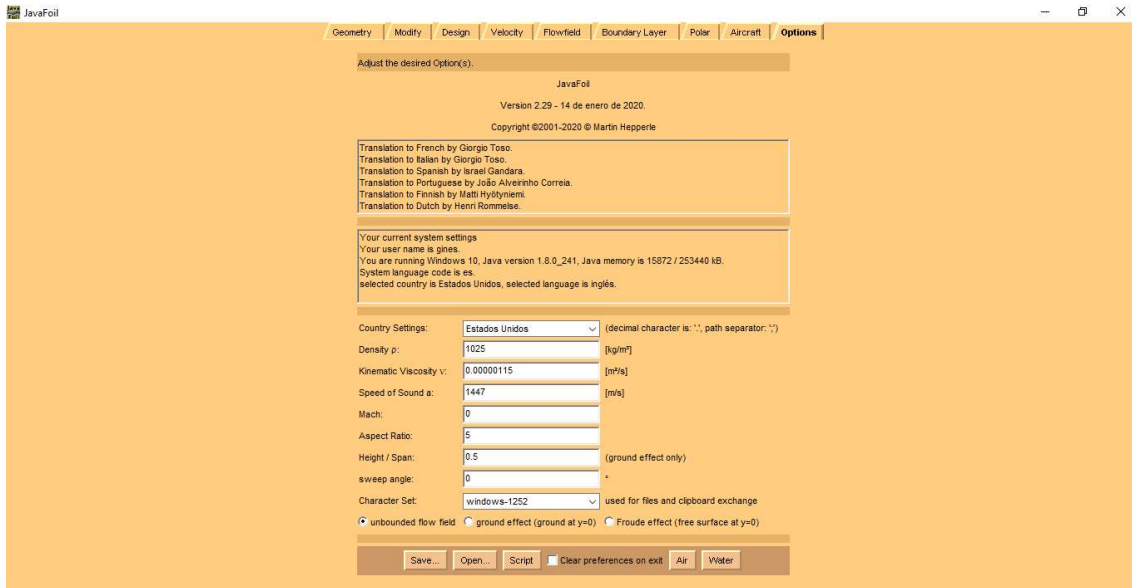 JavaFoil
Geometry Modify Design Velocity Flowfield Boundary Layer Polar Aircraft Options
Adjust the desired Option(s).
JavaFoil
Version 2.29 - 14 de enero de 2020.
Copyright ©2001-2020 © Martin Hepperle
Translation to French by Giorgio Toso.
Translation to Italian by Giorgio Toso.
Translation to Spanish by Israel Gandara.
Translation to Portuguese by João Alveirinho Correia.
Translation to Finnish by Matti Hyötyniemi.
Translation to Dutch by Henri Rommelse.
Your current system settings
Your user name is gines.
You are running Windows 10, Java version 1.8.0_241, Java memory is 15872 / 253440 kB.
System language code is es.
selected country is Estados Unidos, selected language is inglés.
Country Settings: Estados Unidos (decimal character is: '.', path separator: ';')
Density ρ: 1025 [kg/m³]
Kinematic Viscosity ν: 0.00000115 [m²/s]
Speed of Sound a: 1447 [m/s]
Mach: 0
Aspect Ratio: 5
Height / Span: 0.5 (ground effect only)
sweep angle: 0 °
Character Set: windows-1252 used for files and clipboard exchange
unbounded flow field ground effect (ground at y=0) Froude effect (free surface at y=0)
Save... Open... Script Clear preferences on exit Air Water